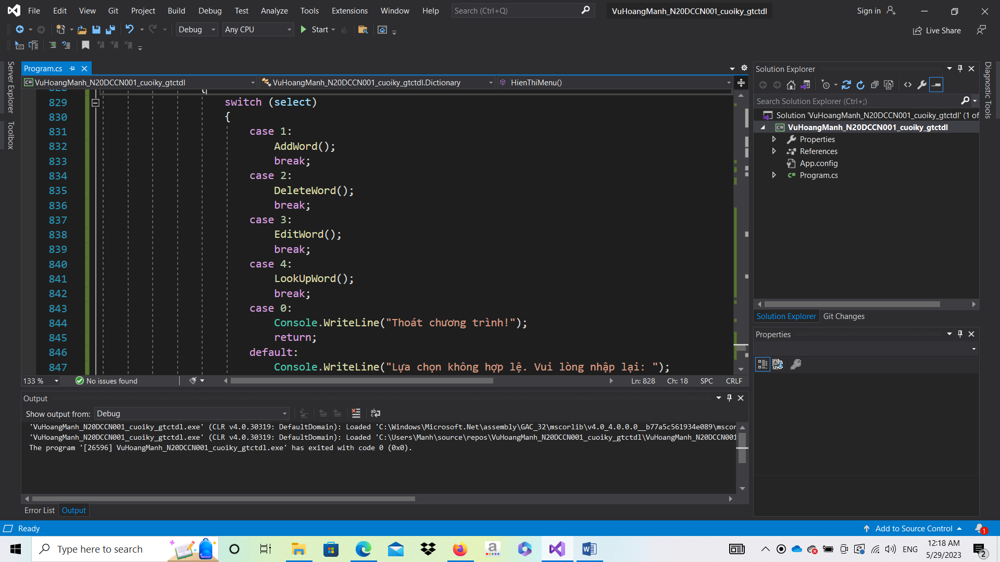 File Edit View Git Project Build Debug Test Analyze Tools Extensions Window Help Search (Ctrl+Q) VuHoangManh_N20DCCN001_cuoiky_gtctdl Sign in
Debug Any CPU Start Live Share
Server Explorer
Toolbox
Program.cs
VuHoangManh_N20DCCN001_cuoiky_gtctdl VuHoangManh_N20DCCN001_cuoiky_gtctdl.Dictionary HienThiMenu()
829 switch (select)
830 {
831 case 1:
832 AddWord();
833 break;
834 case 2:
835 DeleteWord();
836 break;
837 case 3:
838 EditWord();
839 break;
840 case 4:
841 LookUpWord();
842 break;
843 case 0:
844 Console.WriteLine("Thoát chương trình!");
845 return;
846 default:
847 Console.WriteLine("Lựa chọn không hợp lệ. Vui lòng nhập lại: ");
133 % No issues found Ln: 828 Ch: 18 SPC CRLF
Output
Show output from: Debug
'VuHoangManh_N20DCCN001_cuoiky_gtctdl.exe' (CLR v4.0.30319: DefaultDomain): Loaded 'C:\Windows\Microsoft.Net\assembly\GAC_32\mscorlib\v4.0_4.0.0.0__b77a5c561934e089\mscor
'VuHoangManh_N20DCCN001_cuoiky_gtctdl.exe' (CLR v4.0.30319: DefaultDomain): Loaded 'C:\Users\Manh\source\repos\VuHoangManh_N20DCCN001_cuoiky_gtctdl\VuHoangManh_N20DCCN001
The program '[26596] VuHoangManh_N20DCCN001_cuoiky_gtctdl.exe' has exited with code 0 (0x0).
Error List Output
Solution Explorer
Search Solution Explorer (Ctrl+;)
Solution 'VuHoangManh_N20DCCN001_cuoiky_gtctdl' (1 of
VuHoangManh_N20DCCN001_cuoiky_gtctdl
Properties
References
App.config
Program.cs
Solution Explorer Git Changes
Properties
Diagnostic Tools
Ready Add to Source Control 1
Type here to search ENG 12:18 AM
5/29/2023 2